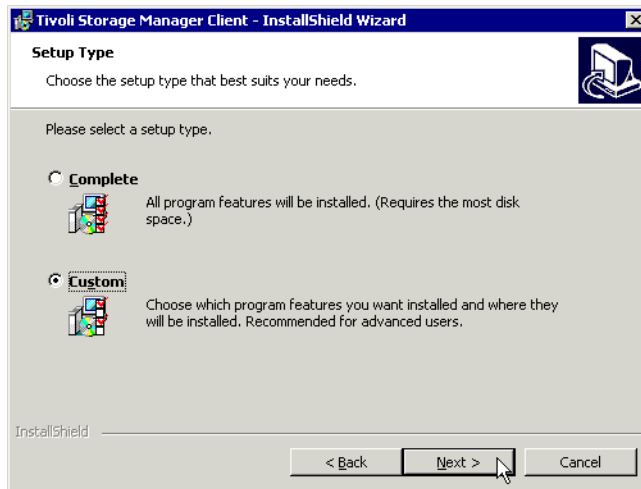 Tivoli Storage Manager Client - InstallShield Wizard
Setup Type
Choose the setup type that best suits your needs.
Please select a setup type.
Complete
All program features will be installed. (Requires the most disk
space.)
Custom
Choose which program features you want installed and where they
will be installed. Recommended for advanced users.
InstallShield
< Back Next > Cancel